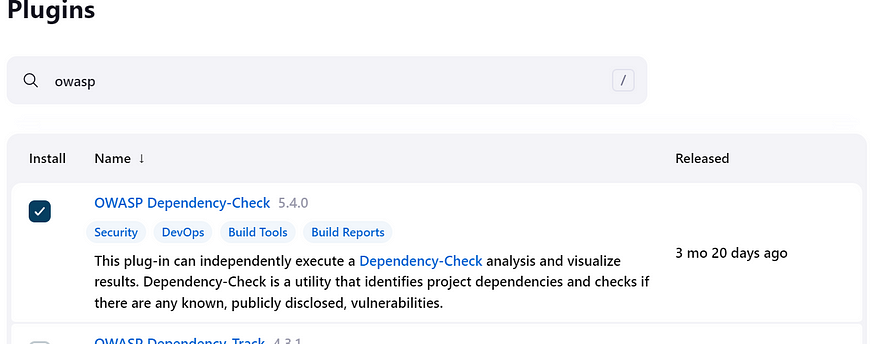 Plugins
owasp /
Install Name ↓ Released
OWASP Dependency-Check 5.4.0
Security DevOps Build Tools Build Reports
This plug-in can independently execute a Dependency-Check analysis and visualize
results. Dependency-Check is a utility that identifies project dependencies and checks if
there are any known, publicly disclosed, vulnerabilities.
3 mo 20 days ago
OWASP Dependency-Track 4.3.1